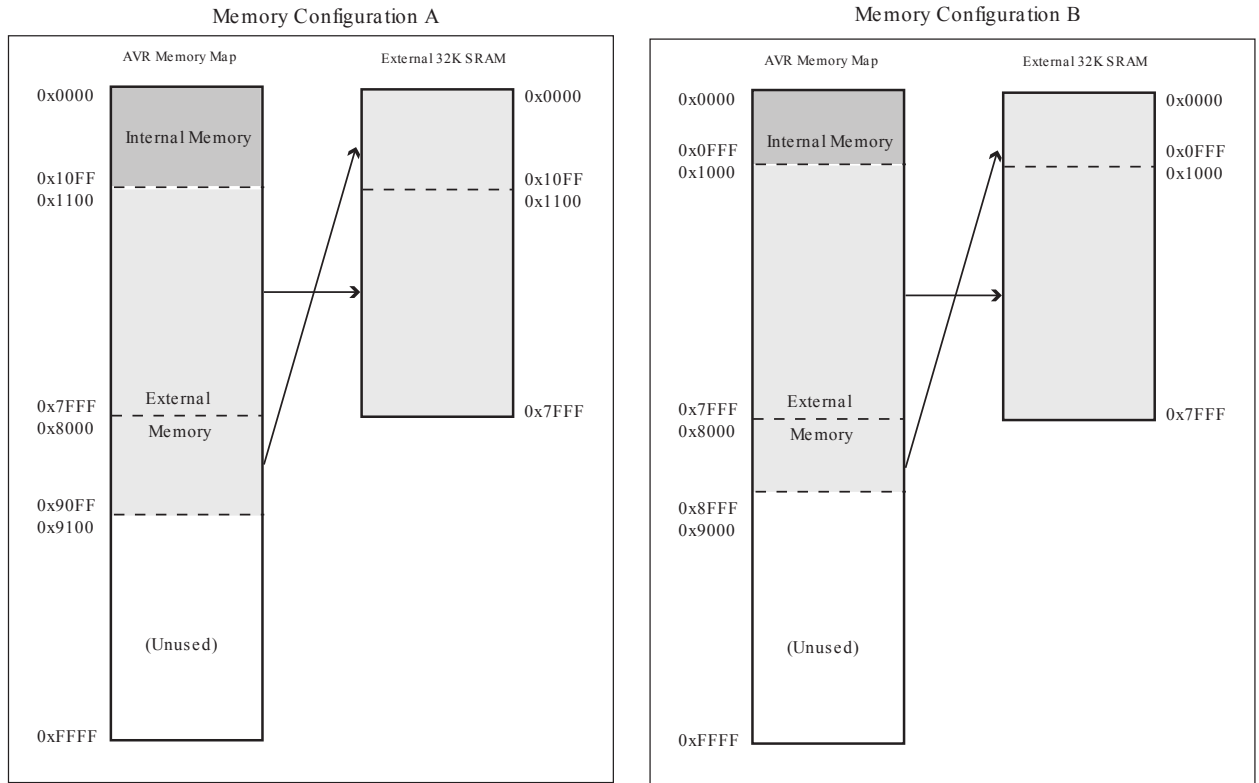 Memory Configuration A
AVR Memory Map
External 32K SRAM
0x0000
Internal Memory
0x10FF
0x1100
External
0x7FFF
0x8000
Memory
0x90FF
0x9100
(Unused)
0xFFFF
0x0000
0x10FF
0x1100
0x7FFF
Memory Configuration B
AVR Memory Map
External 32K SRAM
0x0000
Internal Memory
0x0FFF
0x1000
External
0x7FFF
0x8000
Memory
0x8FFF
0x9000
(Unused)
0xFFFF
0x0000
0x0FFF
0x1000
0x7FFF